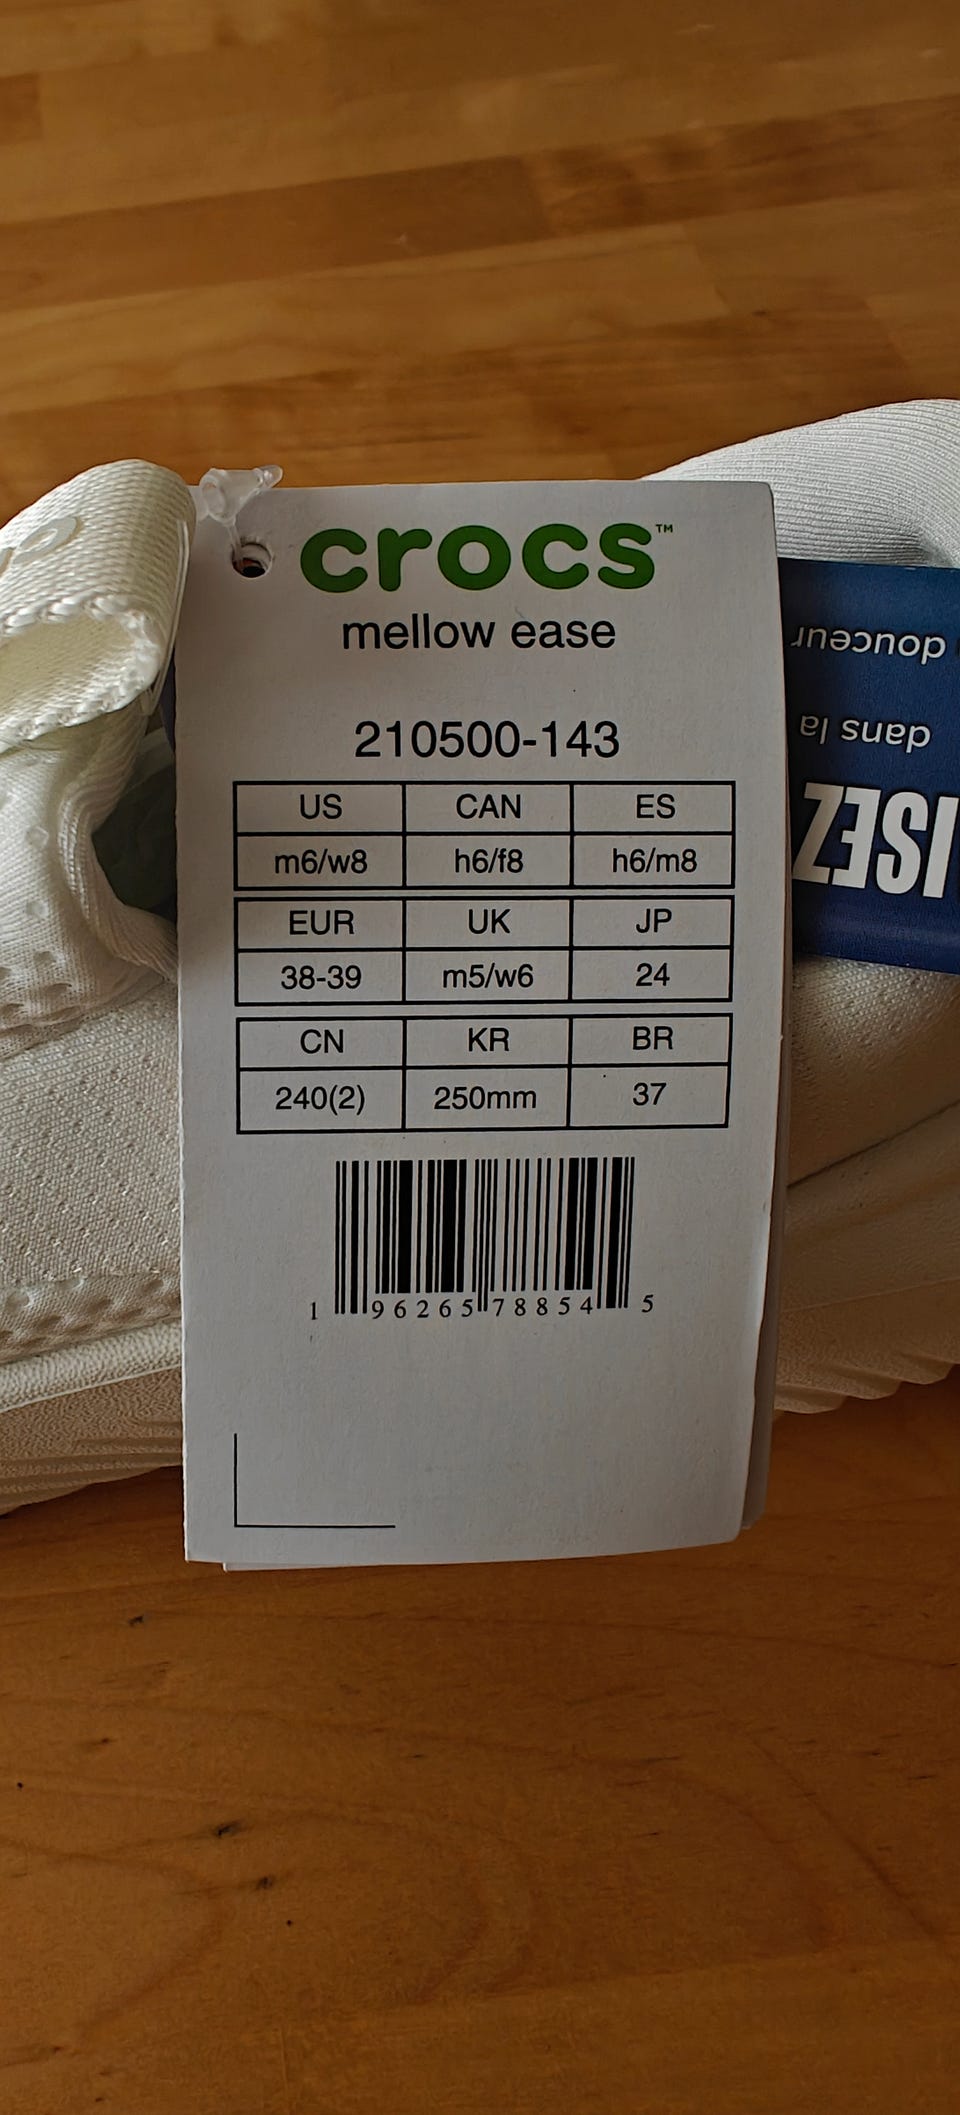 crocs™
mellow ease
210500-143
US CAN ES
m6/w8 h6/f8 h6/m8
EUR UK JP
38-39 m5/w6 24
CN KR BR
240(2) 250mm 37
1 96265 78854 5
douceur
dans la
ISEZ